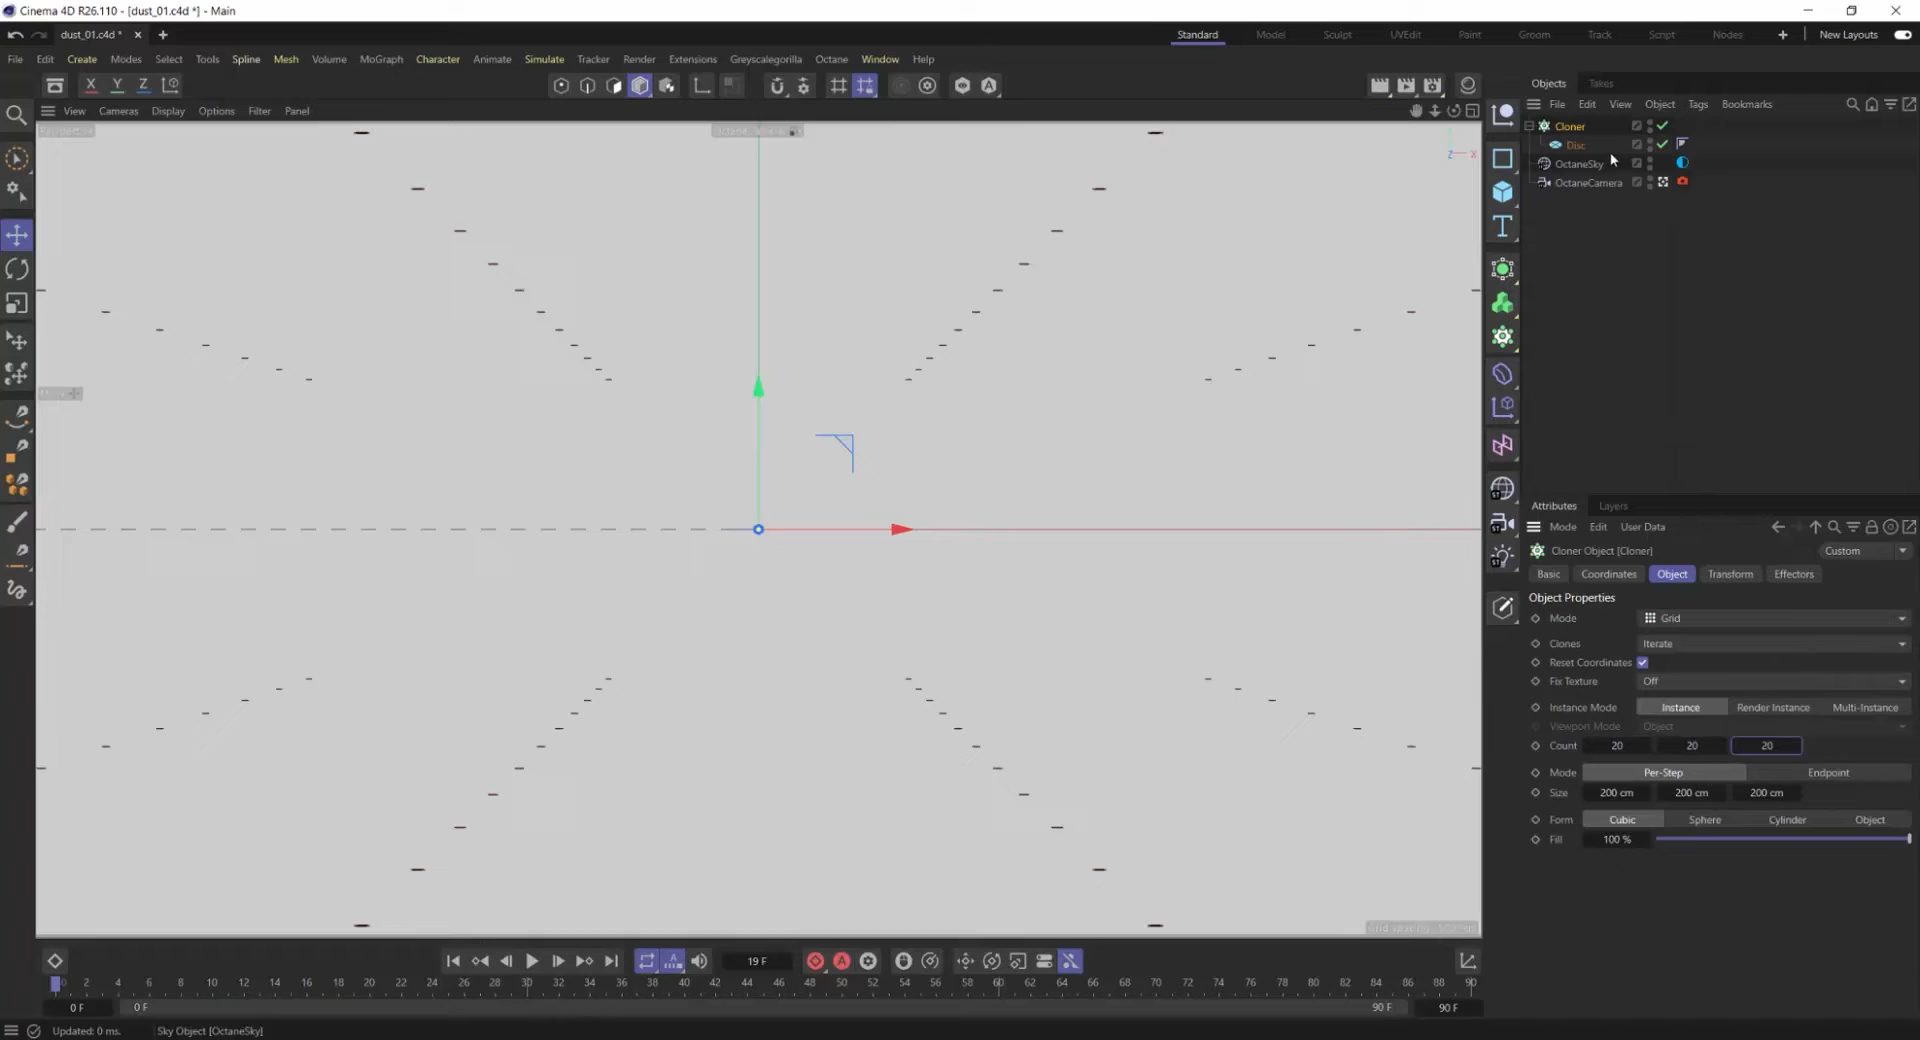 Cinema 4D R26.110 - [dust_01.c4d *] - Main
dust_01.c4d *
Standard Model Sculpt UVEdit Paint Groom Track Script Nodes New Layouts
File Edit Create Modes Select Tools Spline Mesh Volume MoGraph Character Animate Simulate Tracker Render Extensions Greyscalegorilla Octane Window Help
X Y Z
View Cameras Display Options Filter Panel
Z X
Objects Takes
File Edit View Object Tags Bookmarks
Cloner
Disc
OctaneSky
OctaneCamera
ST
ST
ST
Attributes Layers
Mode Edit User Data
Cloner Object [Cloner] Custom
Basic Coordinates Object Transform Effectors
Object Properties
Mode Grid
Clones Iterate
Reset Coordinates
Fix Texture Off
Instance Mode Instance Render Instance Multi-Instance
Viewport Mode Object
Count 20 20 20
Mode Per-Step Endpoint
Size 200 cm 200 cm 200 cm
Form Cubic Sphere Cylinder Object
Fill 100 %
19 F
0 2 4 6 8 10 12 14 16 18 20 22 24 26 28 30 32 34 36 38 40 42 44 46 48 50 52 54 56 58 60 62 64 66 68 70 72 74 76 78 80 82 84 86 88 90
0 F 0 F 90 F 90 F
Updated: 0 ms. Sky Object [OctaneSky]